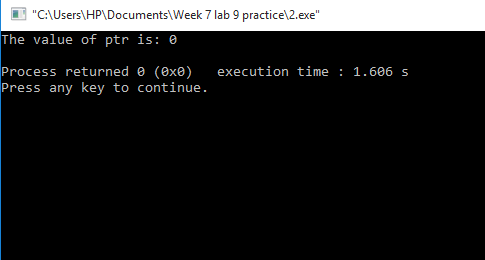 "C:\Users\HP\Documents\Week 7 lab 9 practice\2.exe"
The value of ptr is: 0
Process returned 0 (0x0)   execution time : 1.606 s
Press any key to continue.